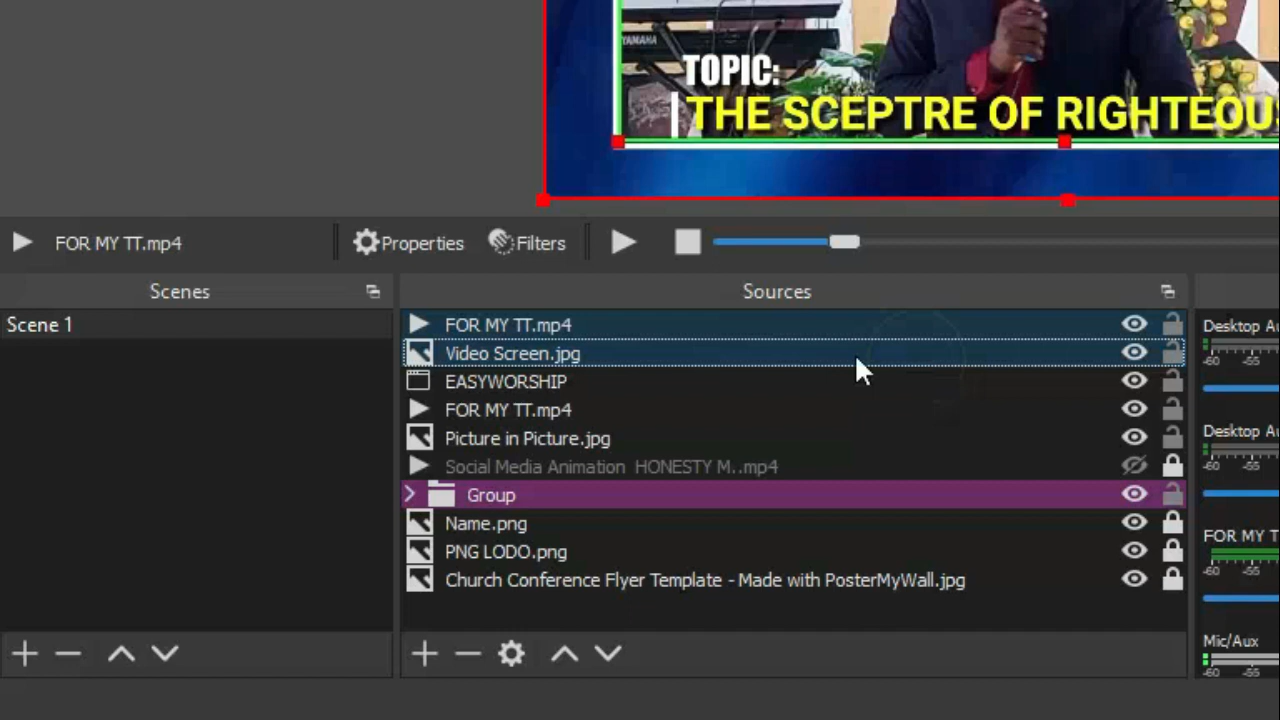 YAMAHA
TOPIC:
THE SCEPTRE OF RIGHTEOU
FOR MY TT.mp4
Properties
Filters
Scenes
Sources
Scene 1
FOR MY TT.mp4
Video Screen.jpg
EASYWORSHIP
FOR MY TT.mp4
Picture in Picture.jpg
Social Media Animation HONESTY M..mp4
Group
Name.png
PNG LODO.png
Church Conference Flyer Template - Made with PosterMyWall.jpg
Desktop Au
-60 -55
Desktop Au
-60 -55
FOR MY T
-60 -55
Mic/Aux
-60 -55